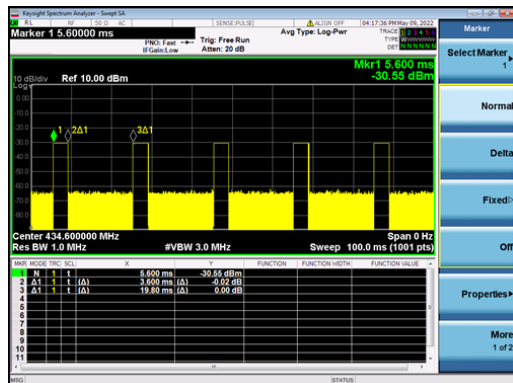 Keysight Spectrum Analyzer - Swept SA
RL RF 50 Ω AC SENSE:PULSE ALIGN OFF 04:17:36 PM May 09, 2022
Marker 1 5.60000 ms
PNO: Fast
IFGain:Low
Trig: Free Run
Atten: 20 dB
Avg Type: Log-Pwr
TRACE 1 2 3 4 5 6
TYPE
DET N N N N N N
Mkr1 5.600 ms
-30.55 dBm
10 dB/div Ref 10.00 dBm
Log
0.00
-10.0
-20.0
-30.0
-40.0
-50.0
-60.0
-70.0
-80.0
1 2Δ1 3Δ1
Center 434.600000 MHz Span 0 Hz
Res BW 1.0 MHz #VBW 3.0 MHz Sweep 100.0 ms (1001 pts)
MKR MODE TRC SCL X Y FUNCTION FUNCTION WIDTH FUNCTION VALUE
1 N 1 t 5.600 ms -30.55 dBm
2 Δ1 1 t (Δ) 3.600 ms (Δ) -0.02 dB
3 Δ1 1 t (Δ) 19.80 ms (Δ) 0.00 dB
4
5
6
7
8
9
10
11
MSG STATUS
Marker
Select Marker
1
Normal
Delta
Fixed
Off
Properties
More
1 of 2